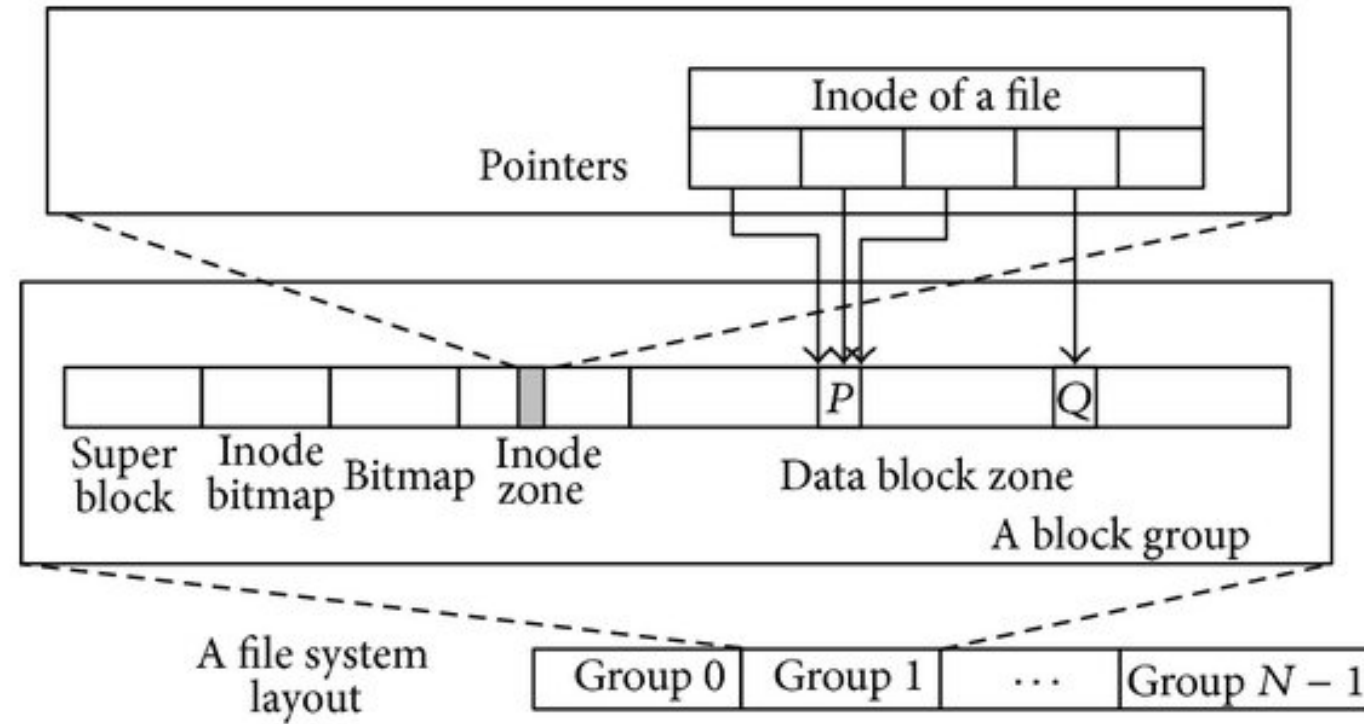 Inode of a file
Pointers
P
Q
Super
block
Inode
bitmap
Bitmap
Inode
zone
Data block zone
A block group
A file system
layout
Group 0
Group 1
···
Group N − 1